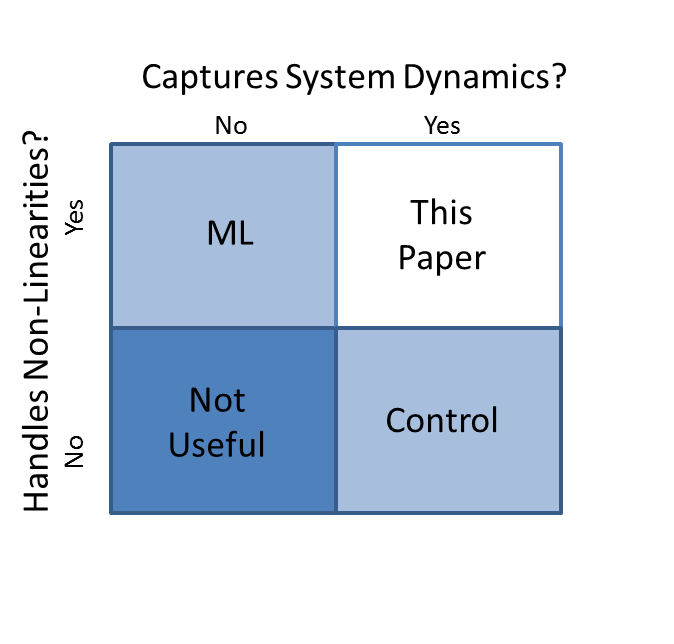 Captures System Dynamics?
No
Yes
Handles Non-Linearities?
Yes
ML
This
Paper
No
Not
Useful
Control